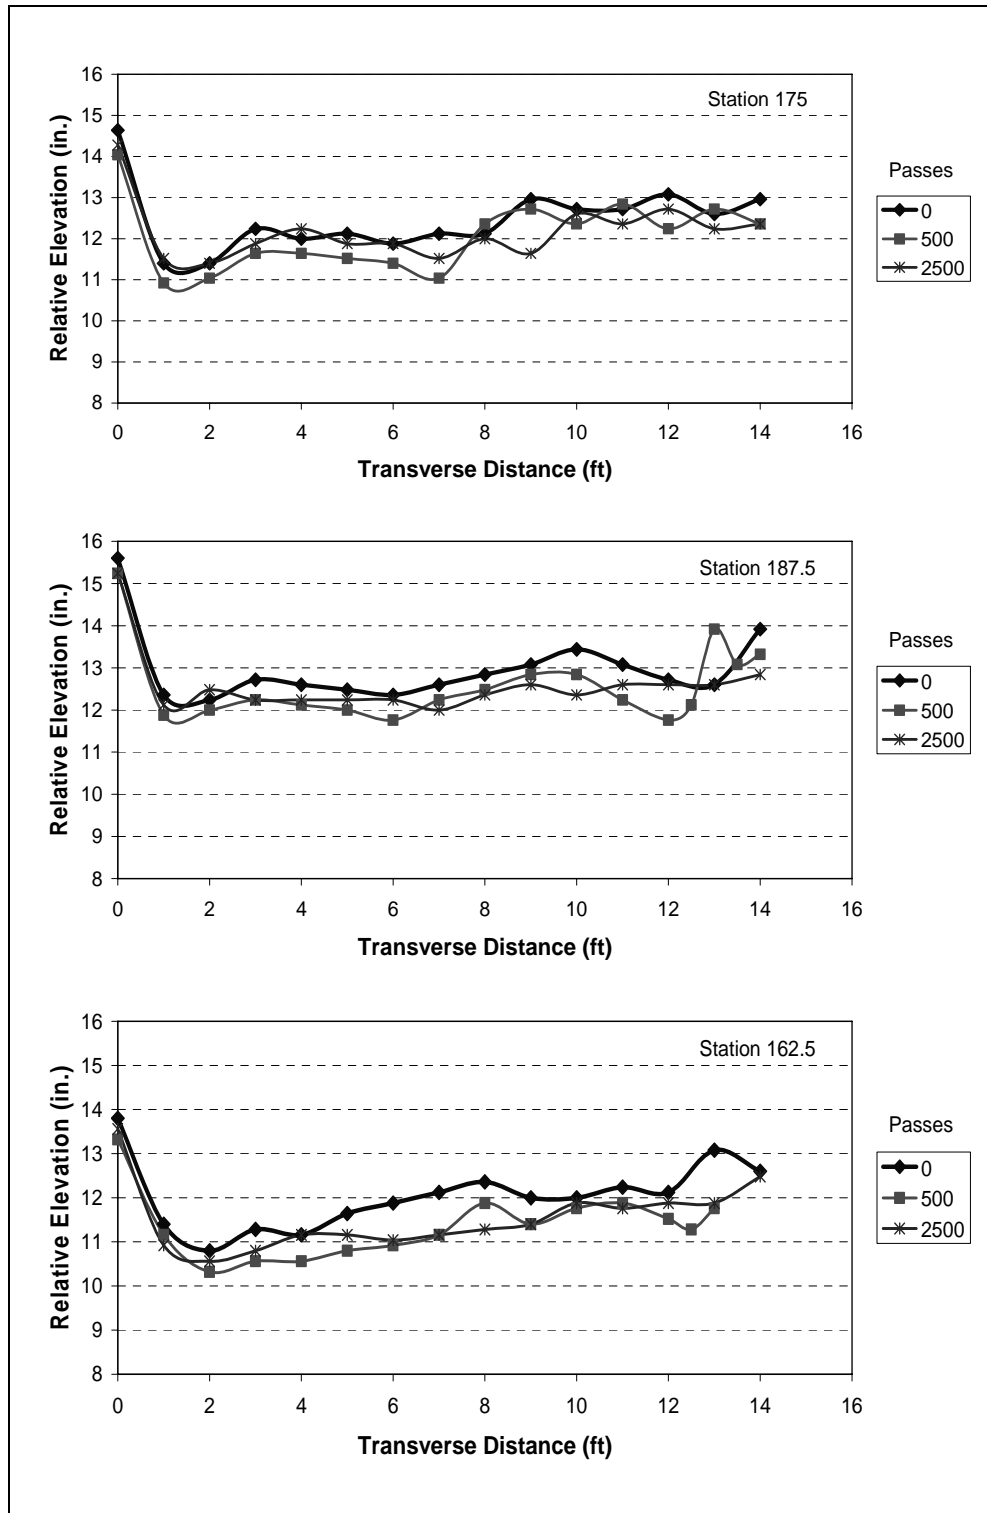 Station 175
Relative Elevation (in.)
16
15
14
13
12
11
10
9
8
0 2 4 6 8 10 12 14 16
Transverse Distance (ft)
Passes
0
500
2500
Station 187.5
Relative Elevation (in.)
16
15
14
13
12
11
10
9
8
0 2 4 6 8 10 12 14 16
Transverse Distance (ft)
Passes
0
500
2500
Station 162.5
Relative Elevation (in.)
16
15
14
13
12
11
10
9
8
0 2 4 6 8 10 12 14 16
Transverse Distance (ft)
Passes
0
500
2500